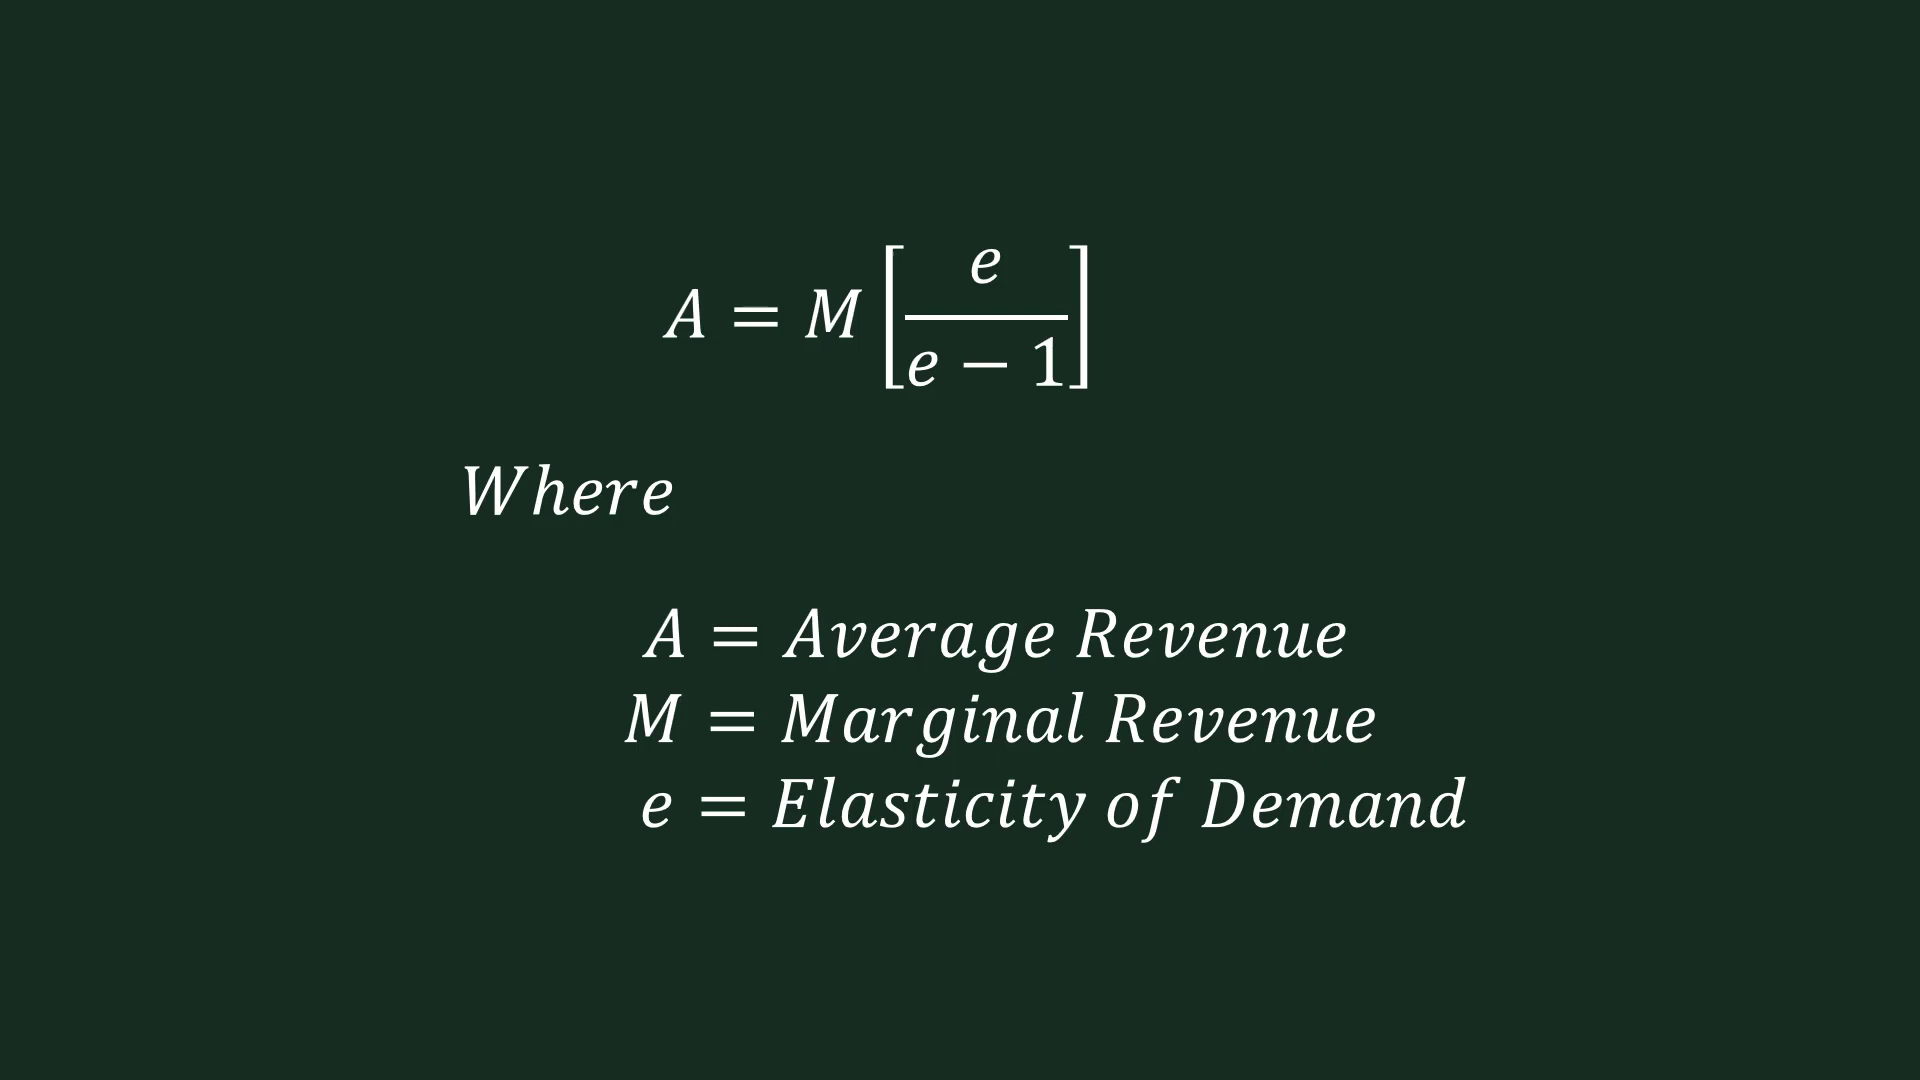 A = M [e / e − 1]
Where
A = Average Revenue
M = Marginal Revenue
e = Elasticity of Demand